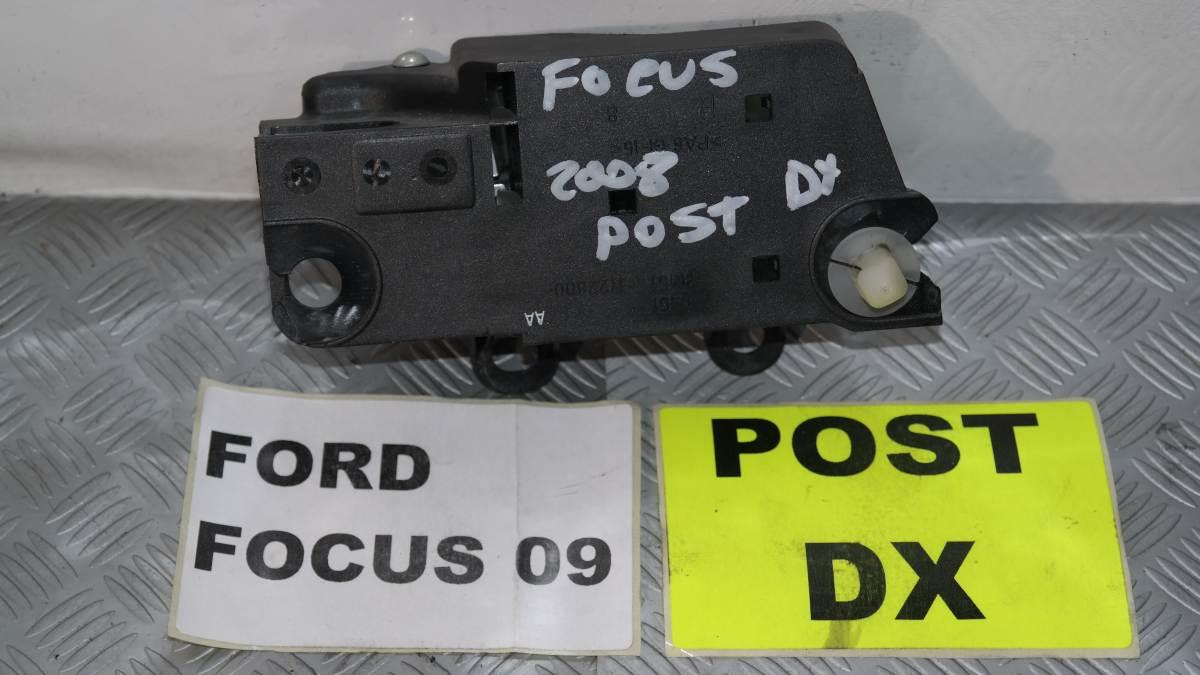 FOCUS
2008 DX
POST
AA
FORD
FOCUS 09
POST
DX